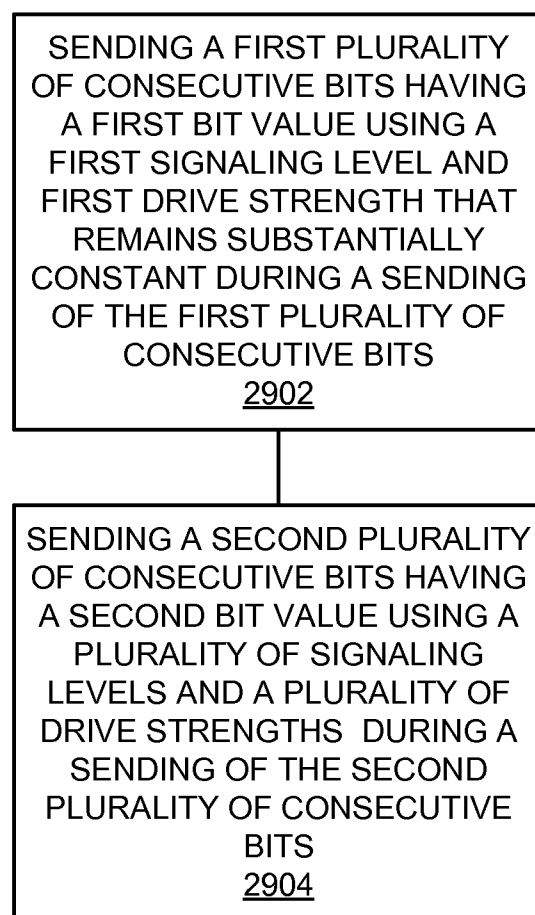 SENDING A FIRST PLURALITY
OF CONSECUTIVE BITS HAVING
A FIRST BIT VALUE USING A
FIRST SIGNALING LEVEL AND
FIRST DRIVE STRENGTH THAT
REMAINS SUBSTANTIALLY
CONSTANT DURING A SENDING
OF THE FIRST PLURALITY OF
CONSECUTIVE BITS
2902
SENDING A SECOND PLURALITY
OF CONSECUTIVE BITS HAVING
A SECOND BIT VALUE USING A
PLURALITY OF SIGNALING
LEVELS AND A PLURALITY OF
DRIVE STRENGTHS DURING A
SENDING OF THE SECOND
PLURALITY OF CONSECUTIVE
BITS
2904